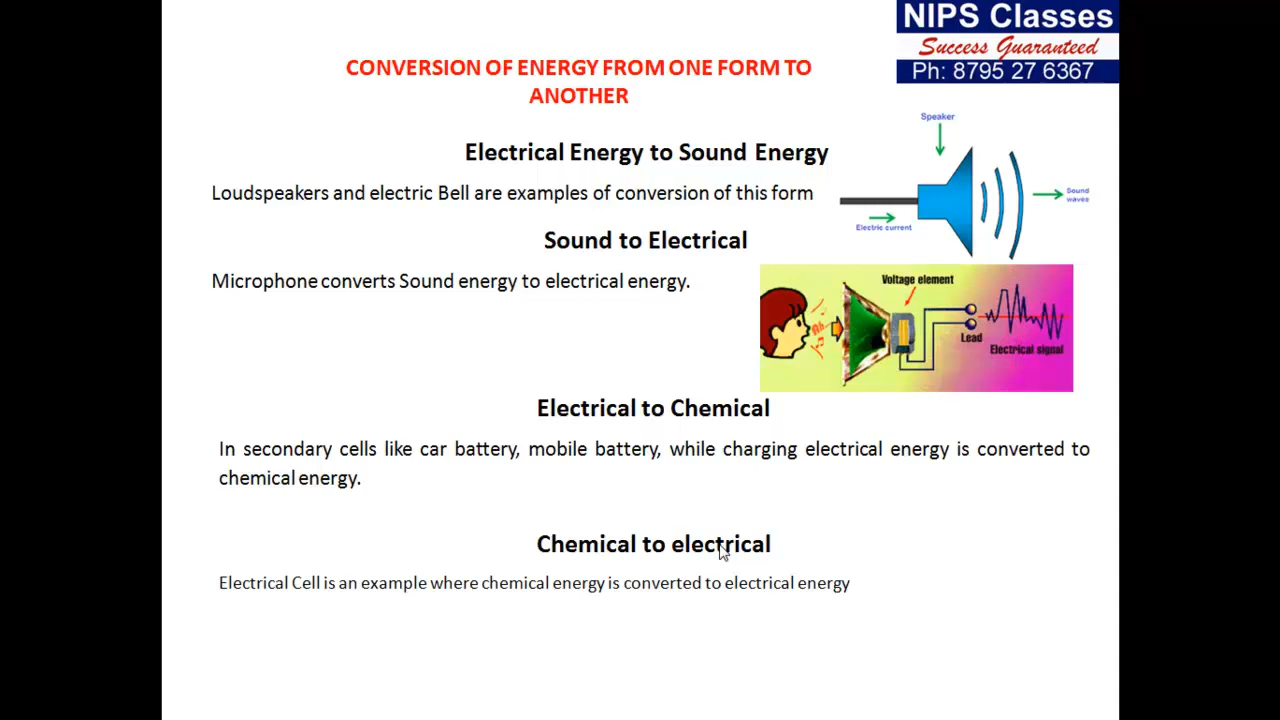 NIPS Classes
Success Guaranteed
Ph: 8795 27 6367
CONVERSION OF ENERGY FROM ONE FORM TO
ANOTHER
Speaker
Electrical Energy to Sound Energy
Loudspeakers and electric Bell are examples of conversion of this form
Sound
waves
Electric current
Sound to Electrical
Microphone converts Sound energy to electrical energy.
Voltage element
Lead
Electrical signal
Electrical to Chemical
In secondary cells like car battery, mobile battery, while charging electrical energy is converted to
chemical energy.
Chemical to electrical
Electrical Cell is an example where chemical energy is converted to electrical energy